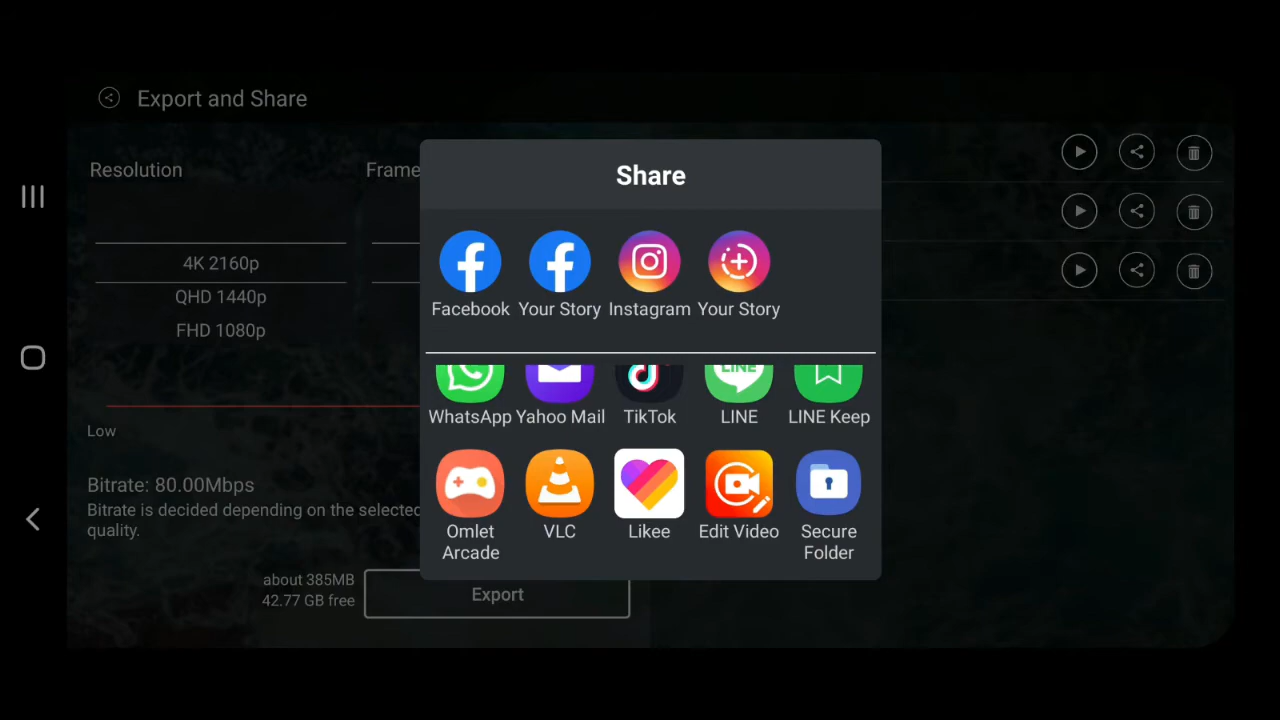 Export and Share
Resolution
Frame
4K 2160p
QHD 1440p
FHD 1080p
Low
Bitrate: 80.00Mbps
Bitrate is decided depending on the selected
quality.
about 385MB
42.77 GB free
Export
Share
Facebook Your Story Instagram Your Story
LINE
WhatsApp Yahoo Mail TikTok LINE LINE Keep
Omlet Arcade
VLC
Likee
Edit Video
Secure Folder